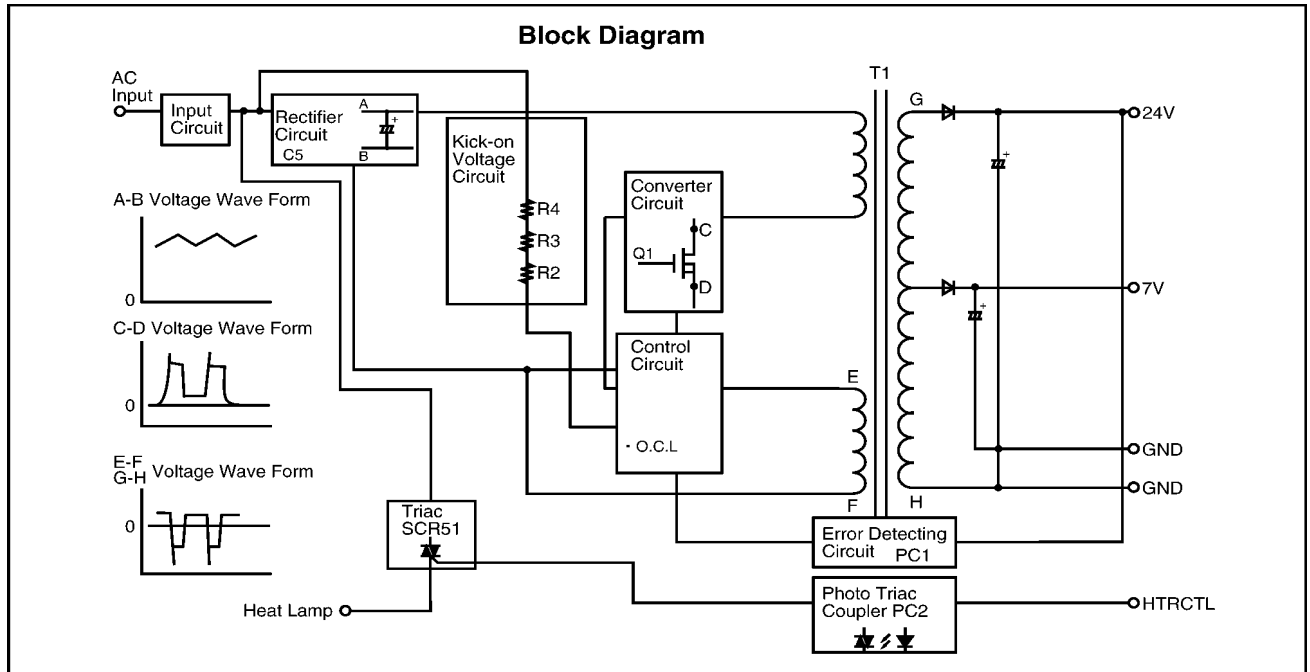 Block Diagram
AC
Input
Input
Circuit
Rectifier
Circuit
C5
A
+
B
Kick-on
Voltage
Circuit
R4
R3
R2
Converter
Circuit
C
Q1
D
Control
Circuit
- O.C.L
T1
G
E
F
H
+
24V
+
7V
GND
GND
A-B Voltage Wave Form
0
C-D Voltage Wave Form
0
E-F
G-H Voltage Wave Form
0
Triac
SCR51
Heat Lamp
Error Detecting
Circuit PC1
Photo Triac
Coupler PC2
HTRCTL